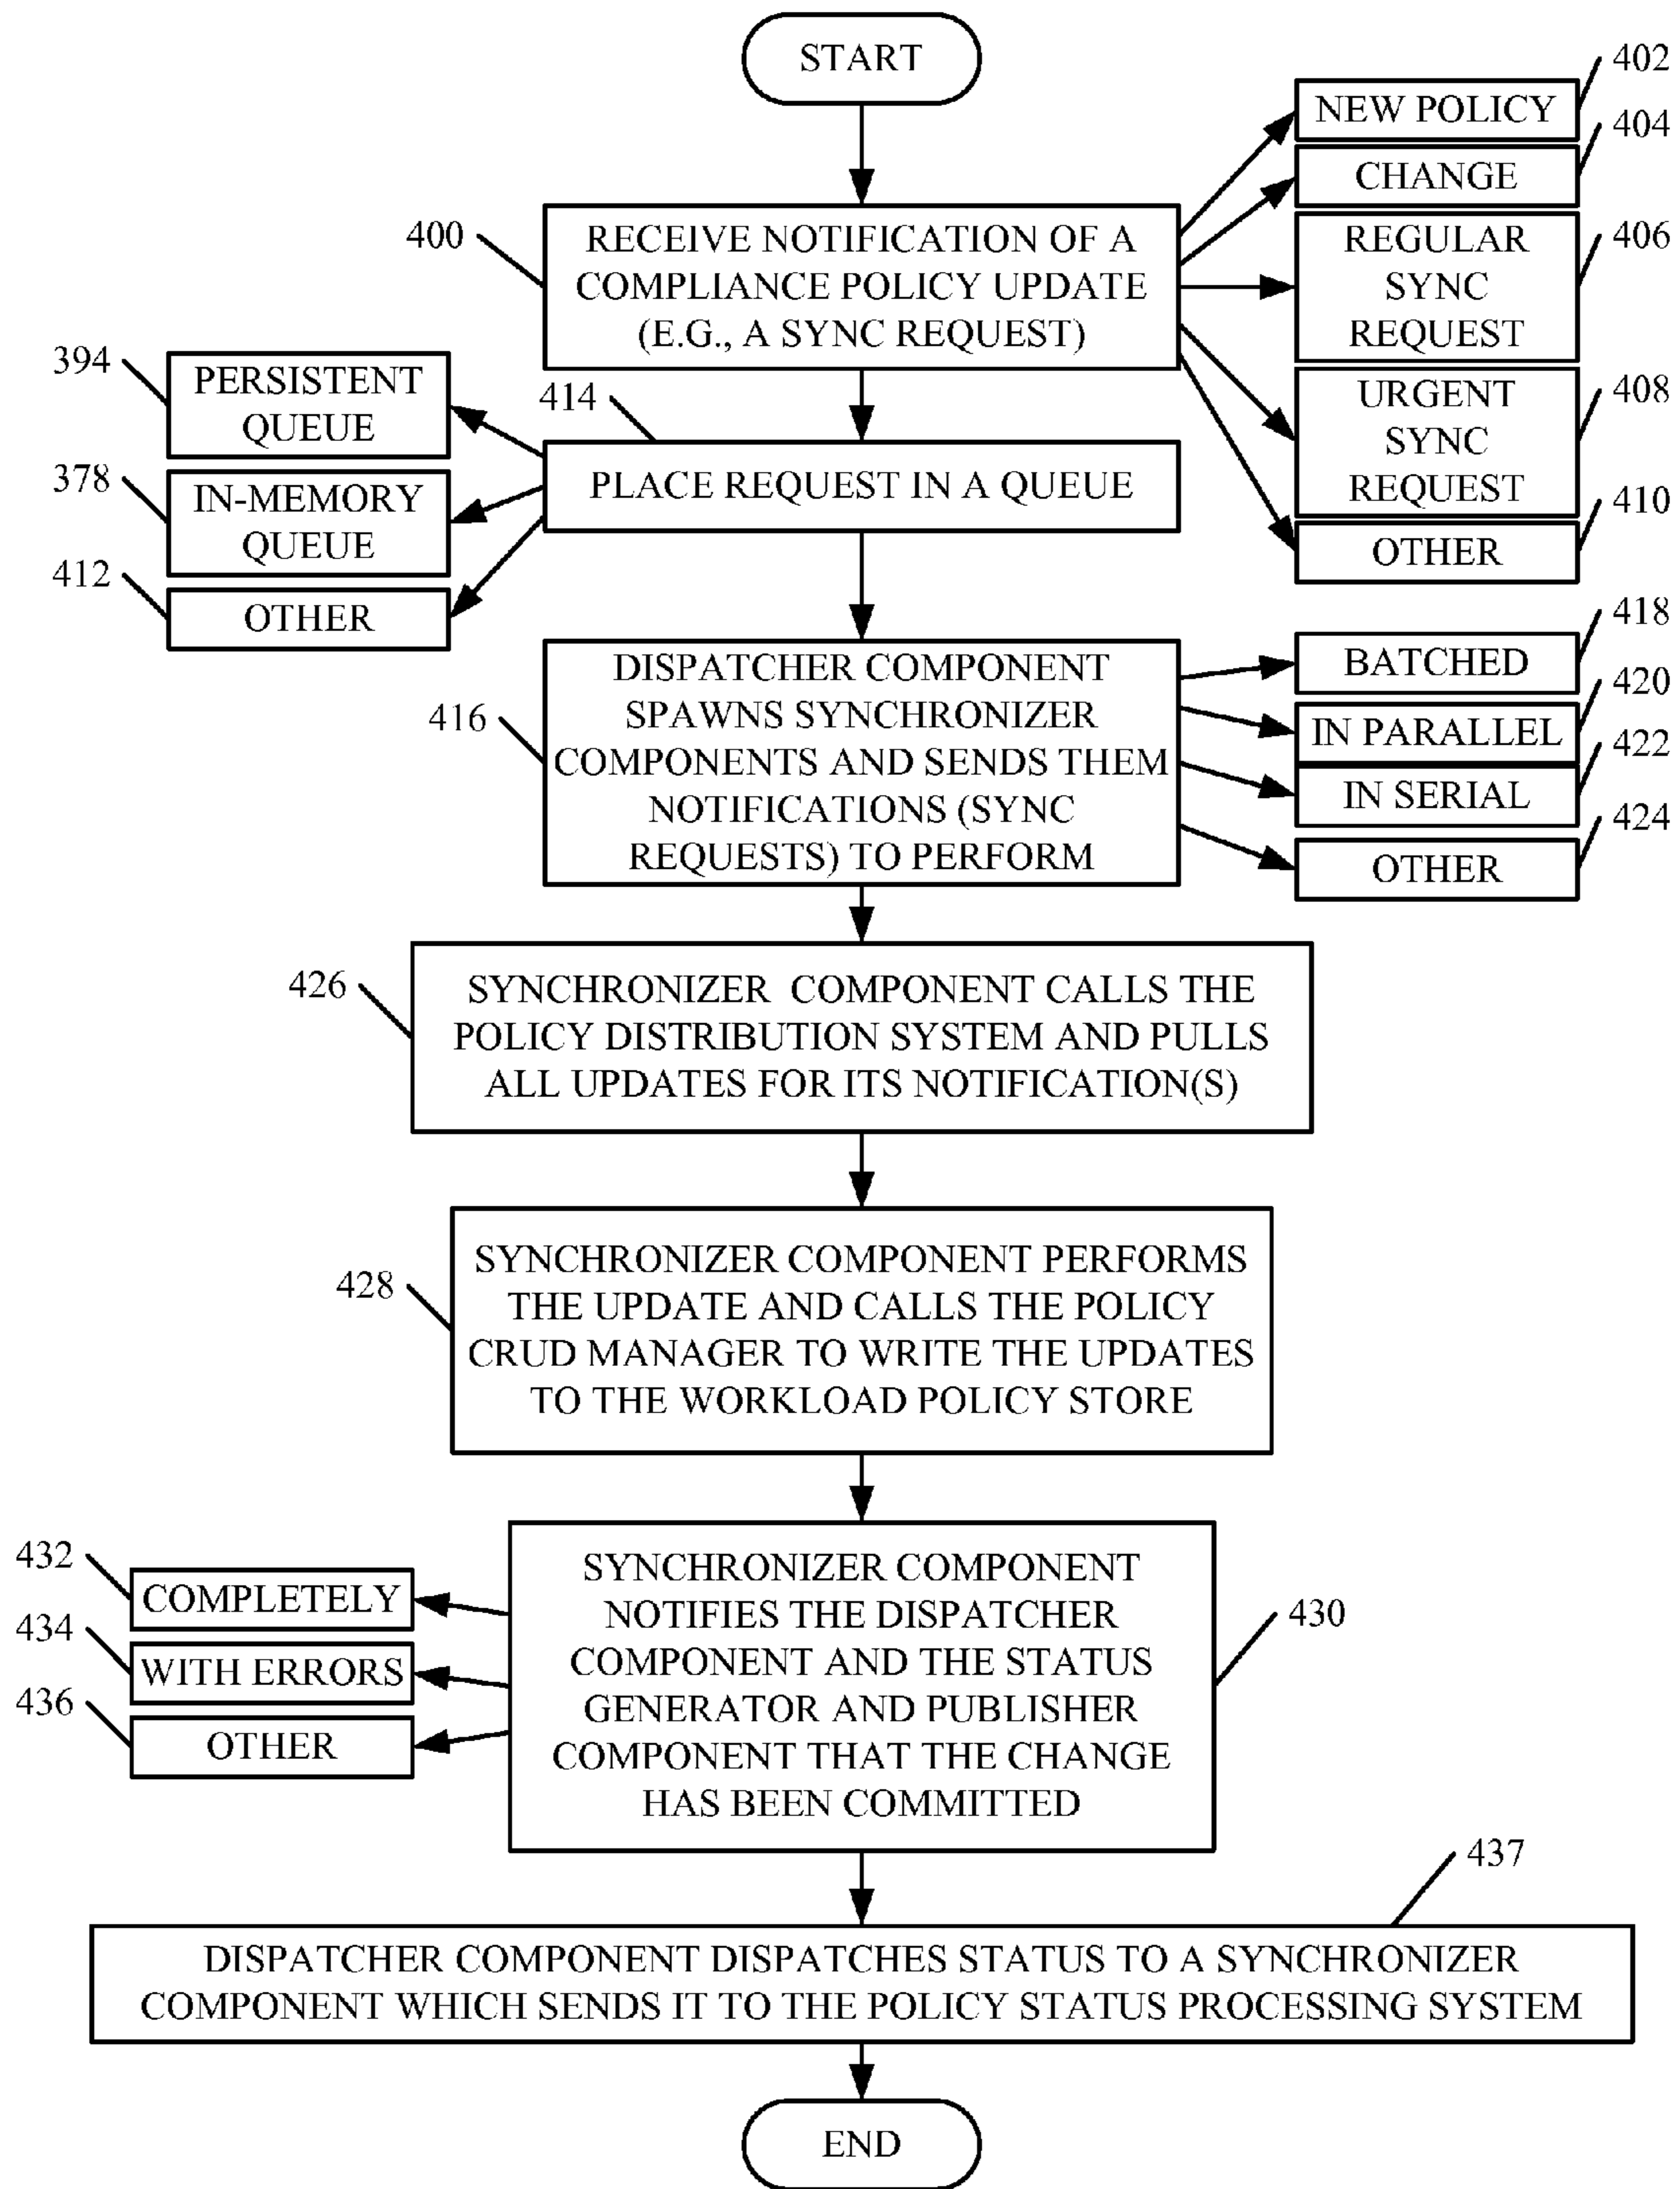 START
400
RECEIVE NOTIFICATION OF A
COMPLIANCE POLICY UPDATE
(E.G., A SYNC REQUEST)
NEW POLICY
402
CHANGE
404
REGULAR
SYNC
REQUEST
406
URGENT
SYNC
REQUEST
408
OTHER
410
414
PLACE REQUEST IN A QUEUE
394
PERSISTENT
QUEUE
378
IN-MEMORY
QUEUE
412
OTHER
416
DISPATCHER COMPONENT
SPAWNS SYNCHRONIZER
COMPONENTS AND SENDS THEM
NOTIFICATIONS (SYNC
REQUESTS) TO PERFORM
BATCHED
418
IN PARALLEL
420
IN SERIAL
422
OTHER
424
426
SYNCHRONIZER COMPONENT CALLS THE
POLICY DISTRIBUTION SYSTEM AND PULLS
ALL UPDATES FOR ITS NOTIFICATION(S)
428
SYNCHRONIZER COMPONENT PERFORMS
THE UPDATE AND CALLS THE POLICY
CRUD MANAGER TO WRITE THE UPDATES
TO THE WORKLOAD POLICY STORE
430
SYNCHRONIZER COMPONENT
NOTIFIES THE DISPATCHER
COMPONENT AND THE STATUS
GENERATOR AND PUBLISHER
COMPONENT THAT THE CHANGE
HAS BEEN COMMITTED
432
COMPLETELY
434
WITH ERRORS
436
OTHER
437
DISPATCHER COMPONENT DISPATCHES STATUS TO A SYNCHRONIZER
COMPONENT WHICH SENDS IT TO THE POLICY STATUS PROCESSING SYSTEM
END